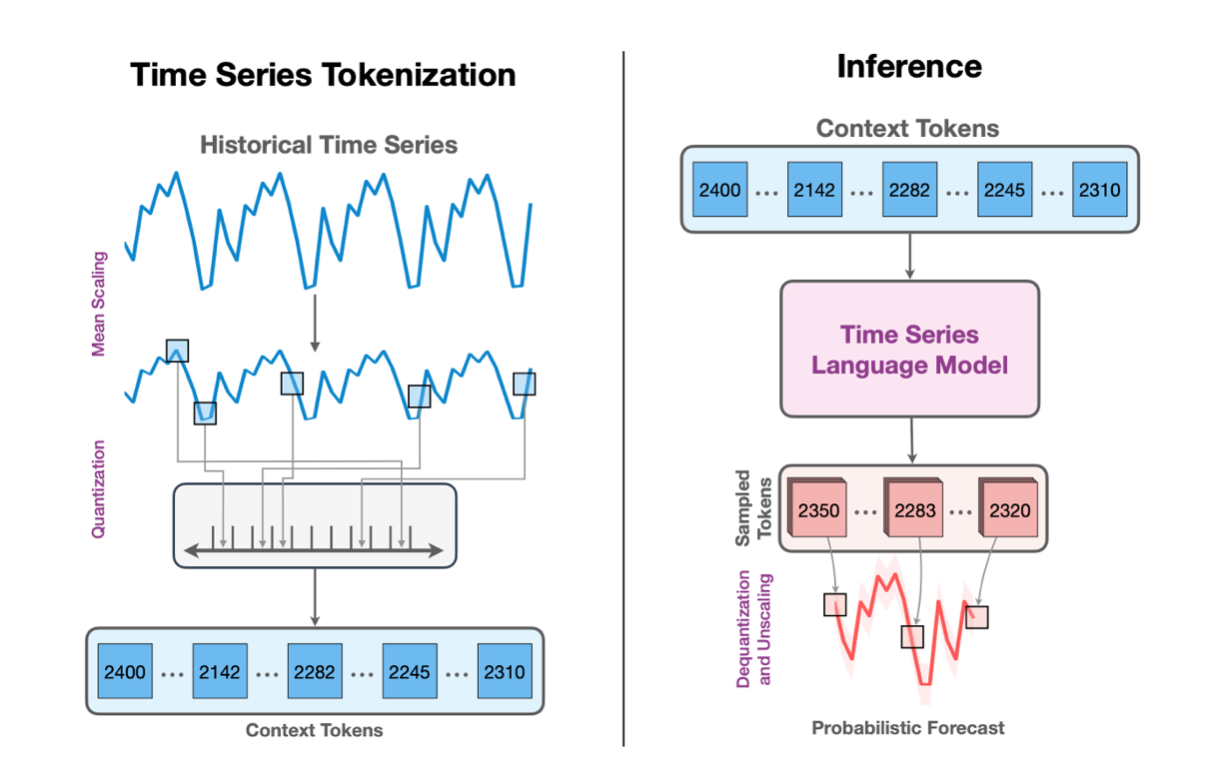 Time Series Tokenization
Historical Time Series
Mean Scaling
Quantization
2400 ... 2142 ... 2282 ... 2245 ... 2310
Context Tokens
Inference
Context Tokens
2400 ... 2142 ... 2282 ... 2245 ... 2310
Time Series
Language Model
Sampled
Tokens
2350 ... 2283 ... 2320
Dequantization
and Unscaling
Probabilistic Forecast